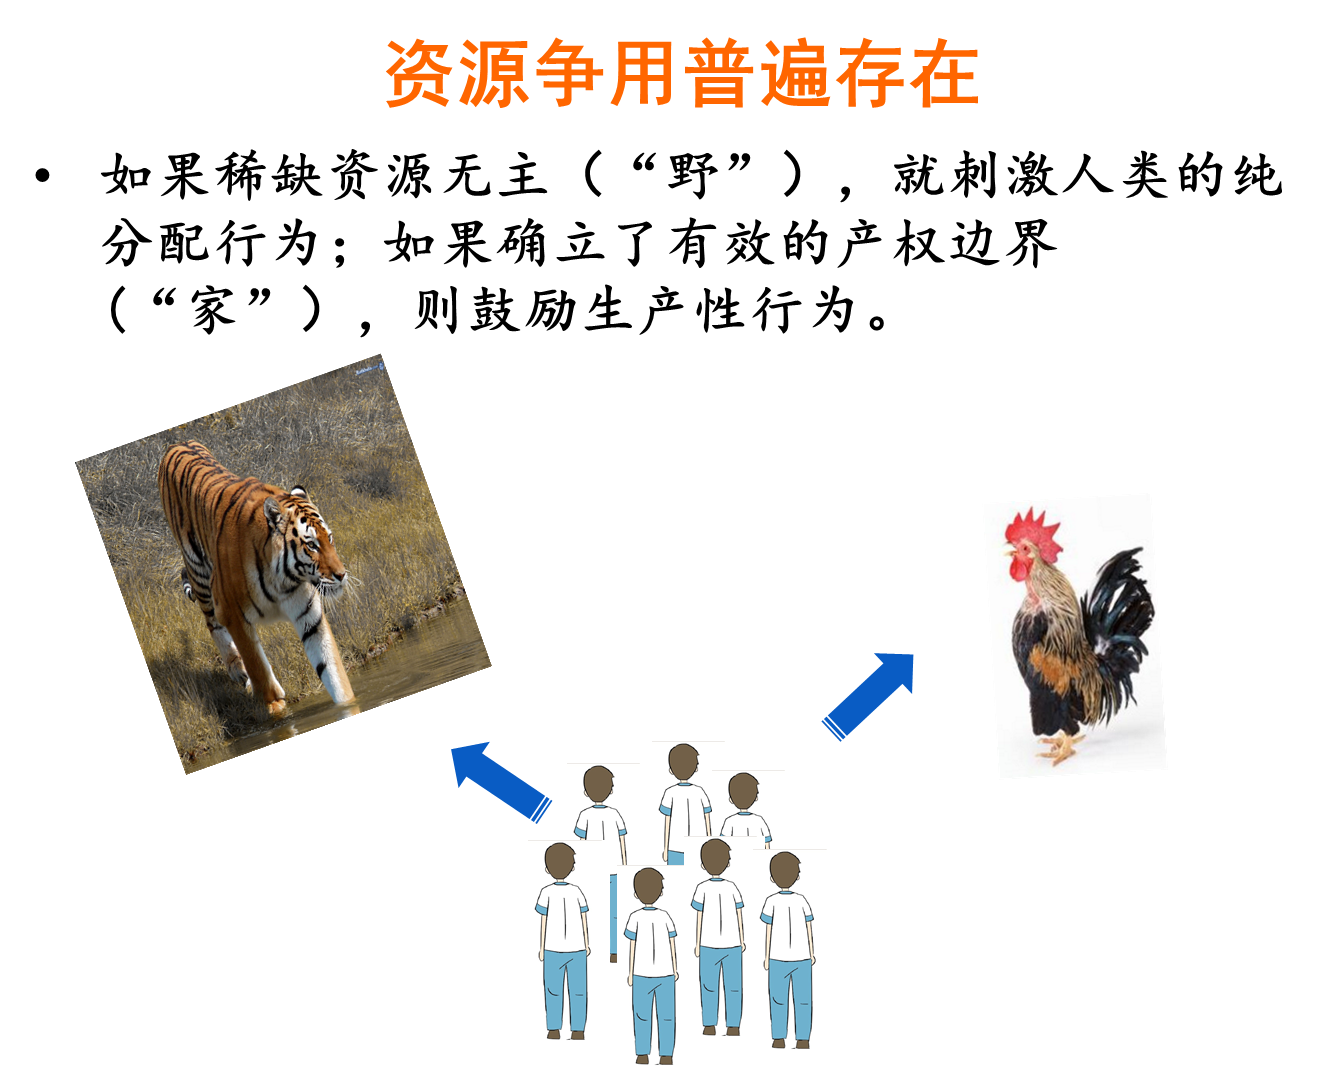 资源争用普遍存在
• 如果稀缺资源无主（“野”），就刺激人类的纯
分配行为；如果确立了有效的产权边界
（“家”），则鼓励生产性行为。